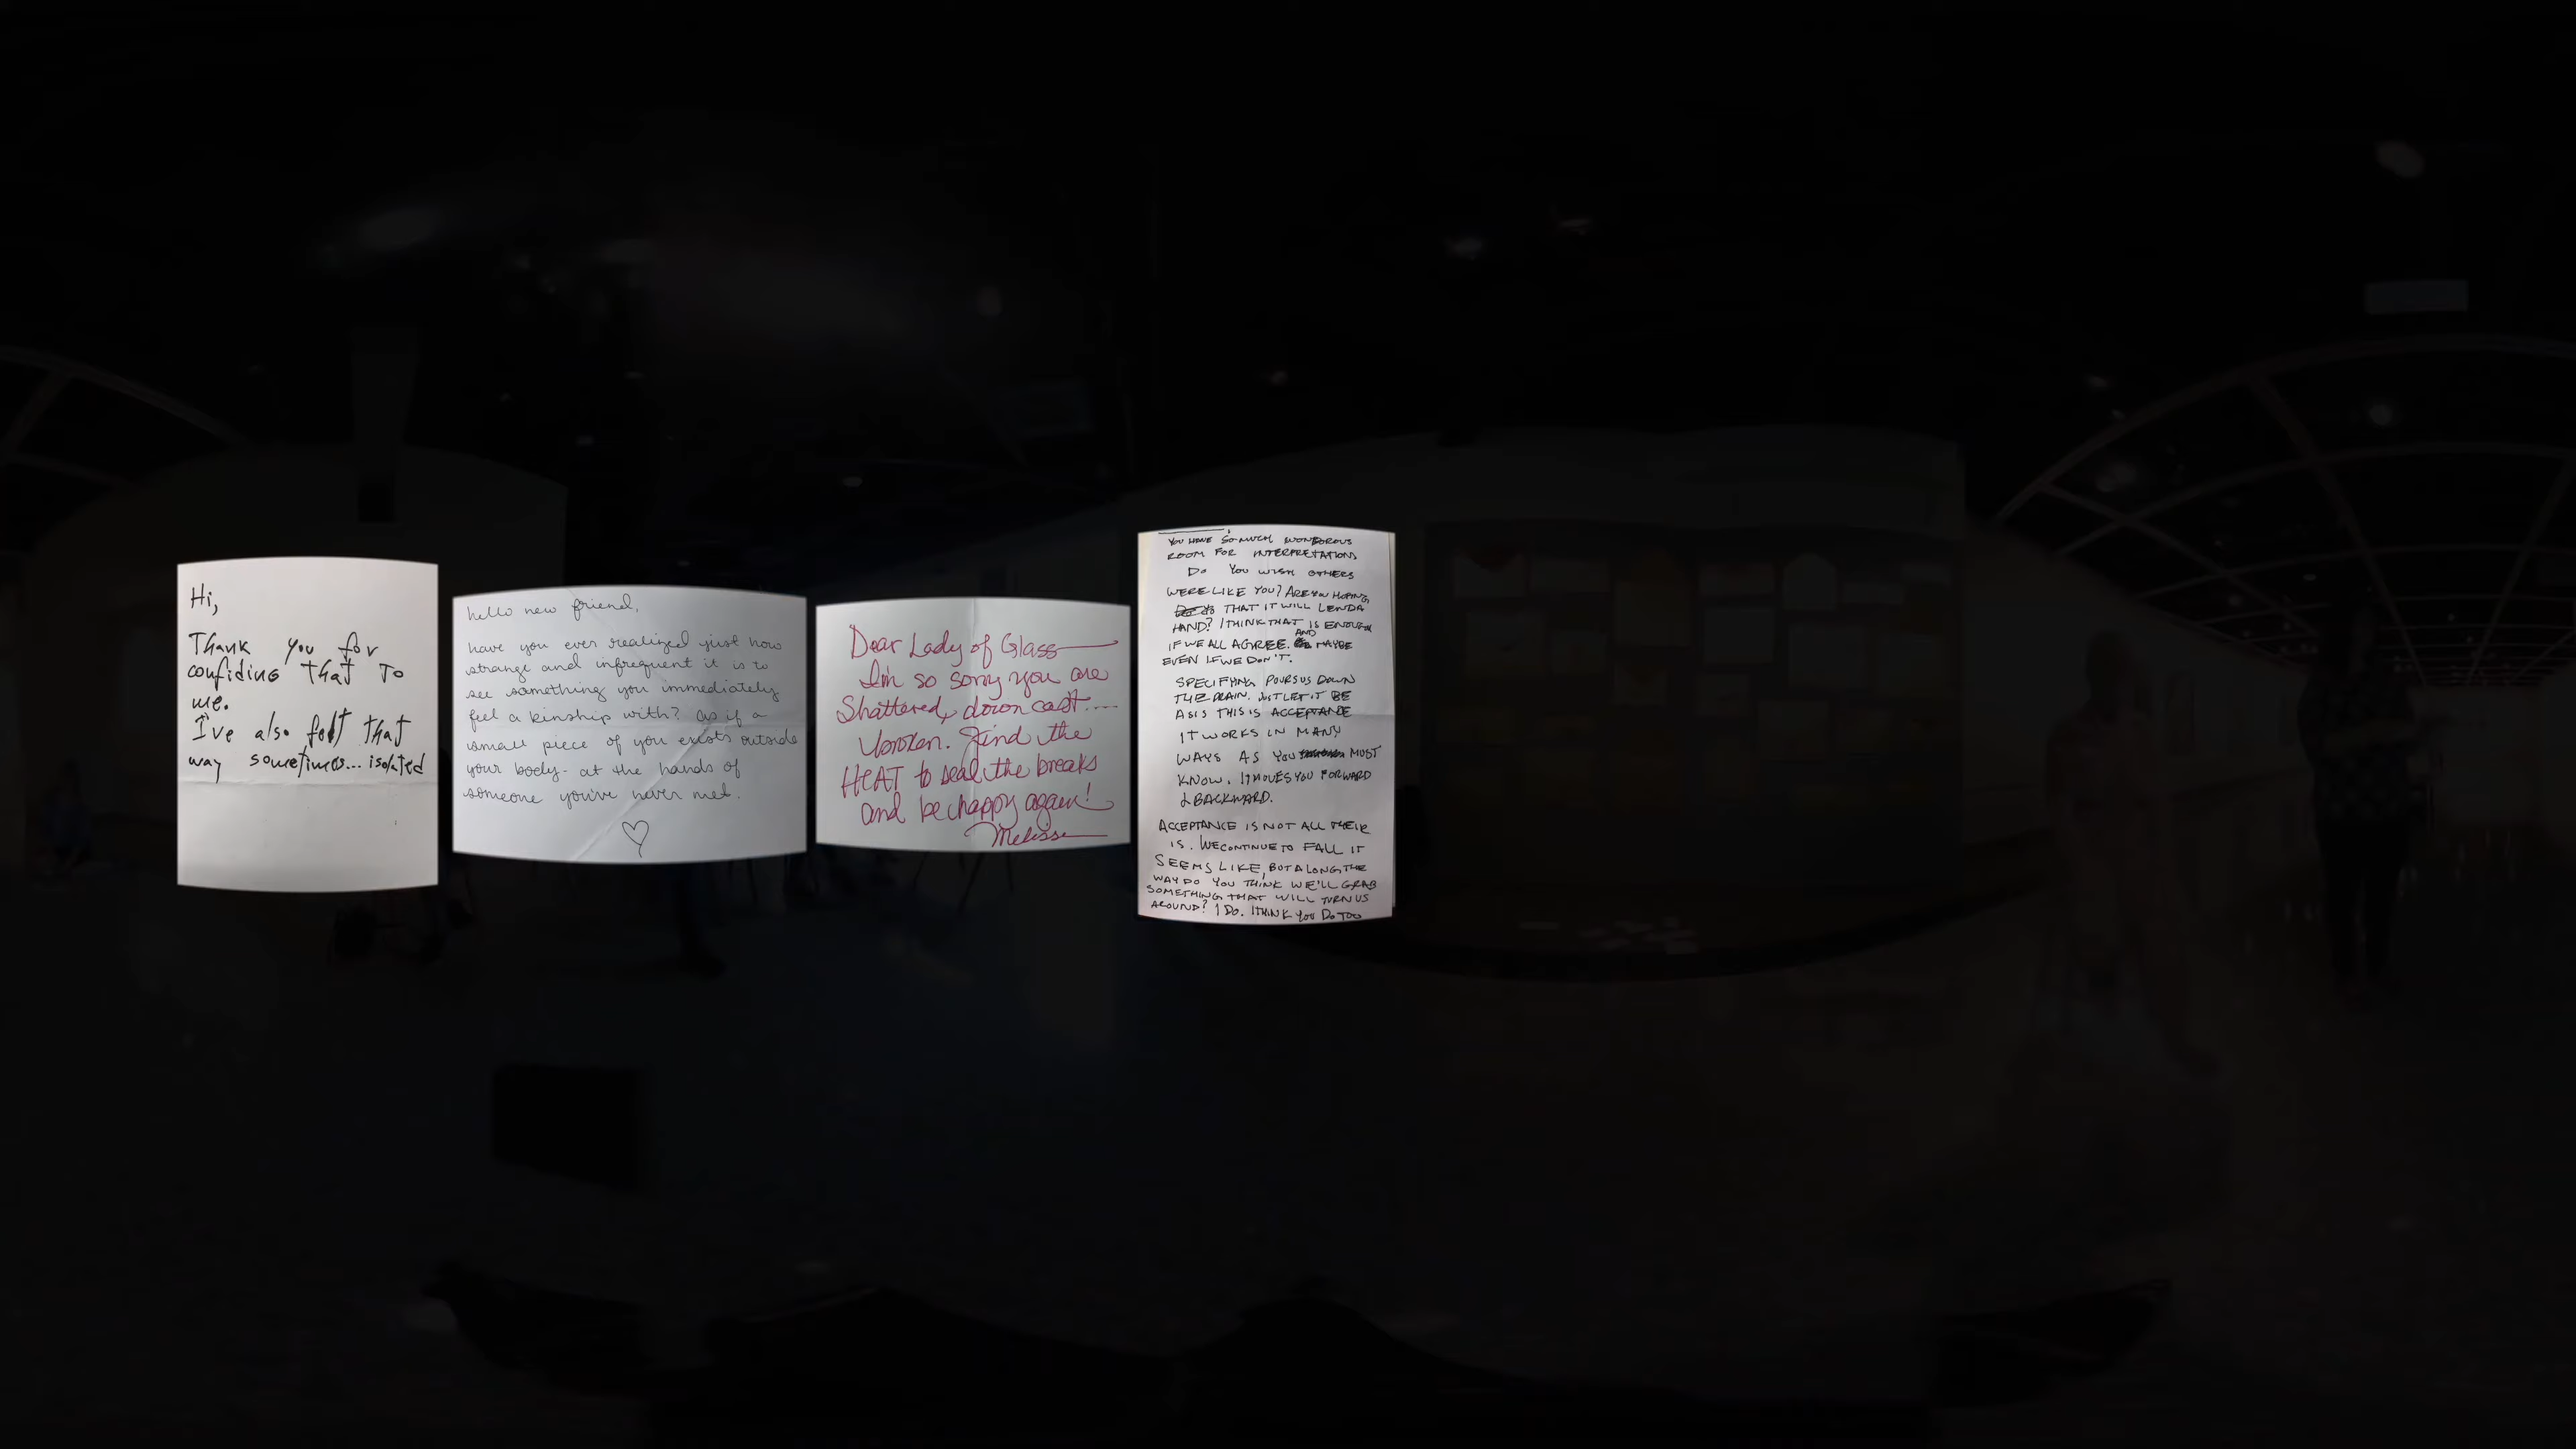 Hi,
Thank you for
confiding that to
me.
I've also felt that
way sometimes... isolated
hello new friend,
have you ever realized just how
strange and infrequent it is to
see something you immediately
feel a kinship with? as if a
small piece of you exists outside
your body - at the hands of
someone you've never met.
Dear Lady of Glass
I'm so sorry you are
Shattered, down cast....
broken. Find the
HEAT to seal the breaks
and be happy again!
Melissa
YOU HAVE SO MUCH WONDEROUS
ROOM FOR INTERPRETATIONS
DO YOU WISH OTHERS
WERE LIKE YOU? ARE YOU HOPING
THAT IT WILL LEND A
HAND? I THINK THAT IS ENOUGH
IF WE ALL AGREE. AND MAYBE
EVEN IF WE DON'T.
SPECIFYING POURS US DOWN
THE DRAIN. JUST LET IT BE
AS IS THIS IS ACCEPTANCE
IT WORKS IN MANY
WAYS AS YOU MUST
KNOW. IT MOVES YOU FORWARD
& BACKWARD.
ACCEPTANCE IS NOT ALL THEIR
IS. WE CONTINUE TO FALL IT
SEEMS LIKE, BUT ALONG THE
WAY DO YOU THINK WE'LL GRAB
SOMETHING THAT WILL TURN US
AROUND? I DO. I THINK YOU DO TOO